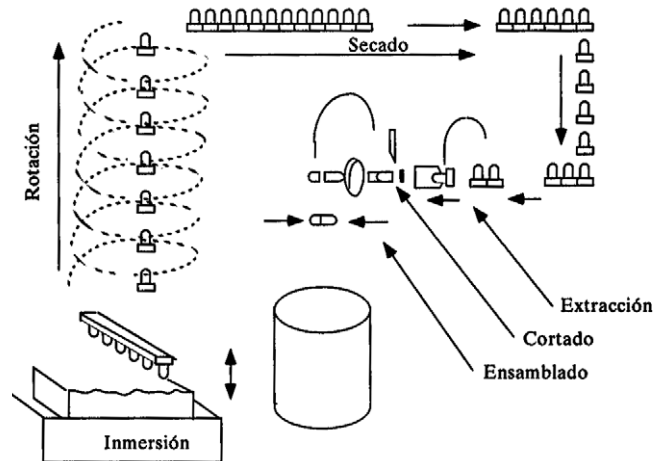 Secado
Rotación
Extracción
Cortado
Ensamblado
Inmersión